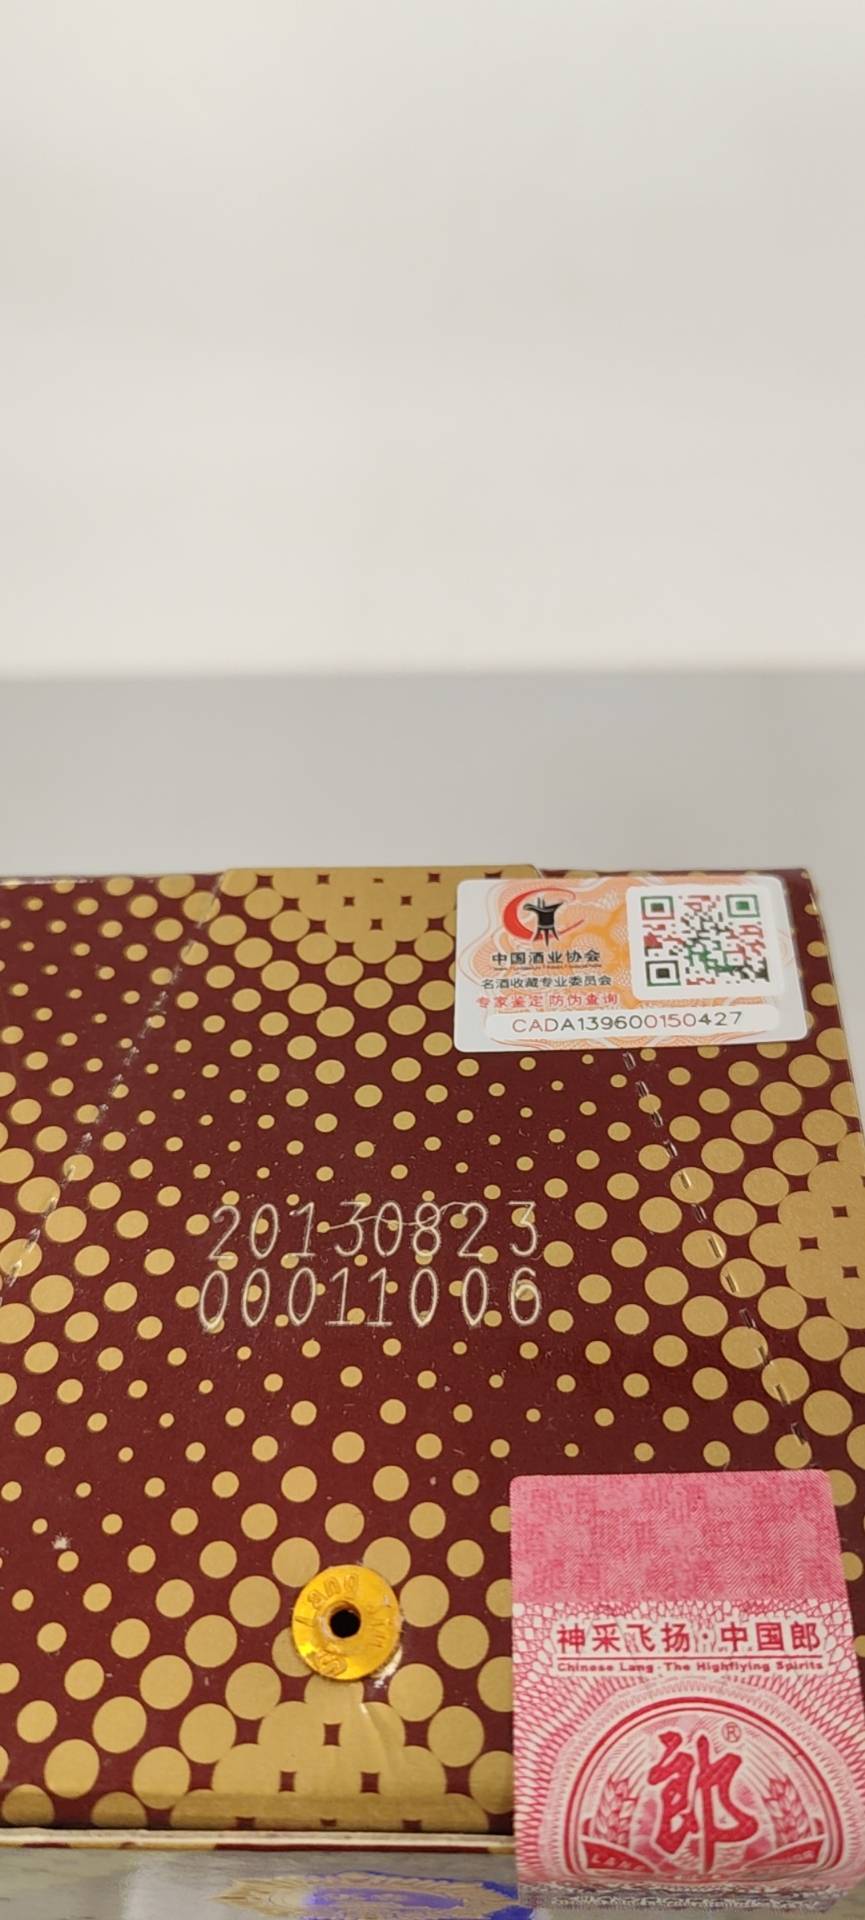 中国酒业协会
名酒收藏专业委员会
专家鉴定 防伪查询
CADA139600150427
20130823
00011006
Lang
神采飞扬·中国郎
Chinese Lang·The Highflying Spirits
®
郎